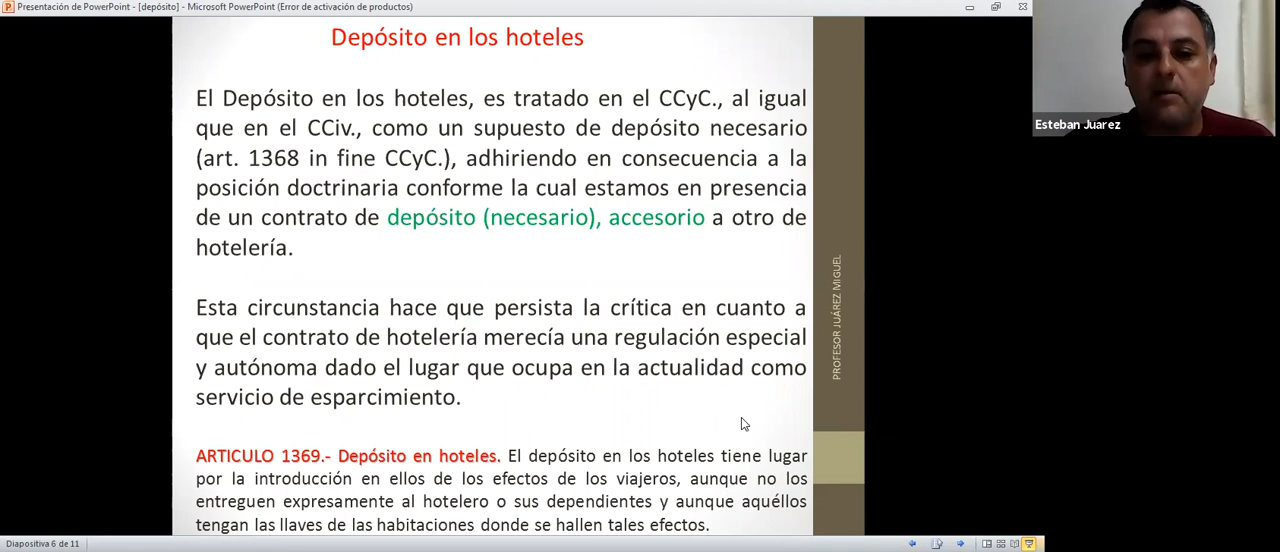 Presentación de PowerPoint - [depósito] - Microsoft PowerPoint (Error de activación de productos)
Depósito en los hoteles
El Depósito en los hoteles, es tratado en el CCyC., al igual
que en el CCiv., como un supuesto de depósito necesario
(art. 1368 in fine CCyC.), adhiriendo en consecuencia a la
posición doctrinaria conforme la cual estamos en presencia
de un contrato de depósito (necesario), accesorio a otro de
hotelería.
Esta circunstancia hace que persista la crítica en cuanto a
que el contrato de hotelería merecía una regulación especial
y autónoma dado el lugar que ocupa en la actualidad como
servicio de esparcimiento.
ARTICULO 1369.- Depósito en hoteles. El depósito en los hoteles tiene lugar
por la introducción en ellos de los efectos de los viajeros, aunque no los
entreguen expresamente al hotelero o sus dependientes y aunque aquéllos
tengan las llaves de las habitaciones donde se hallen tales efectos.
PROFESOR JUÁREZ MIGUEL
Esteban Juarez
Diapositiva 6 de 11